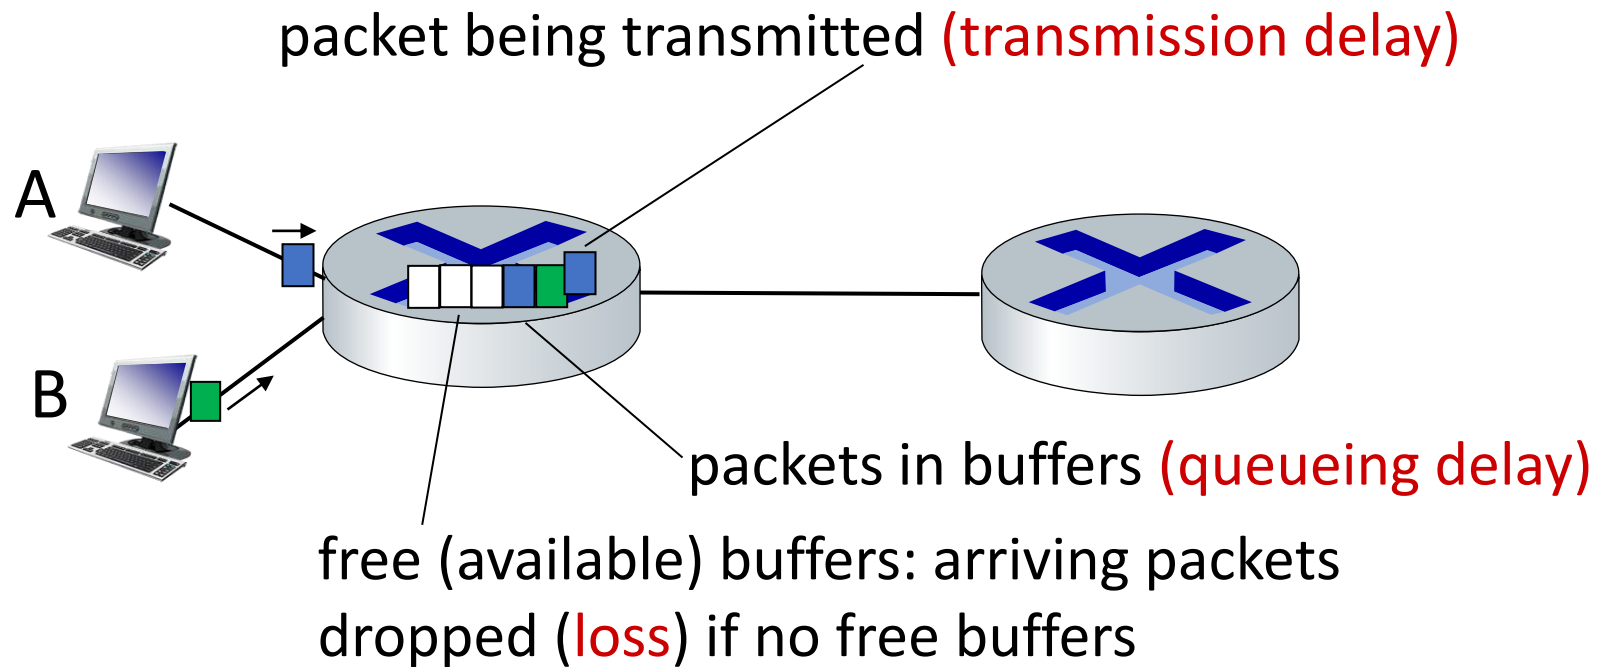 packet being transmitted (transmission delay)
A
B
packets in buffers (queueing delay)
free (available) buffers: arriving packets
dropped (loss) if no free buffers